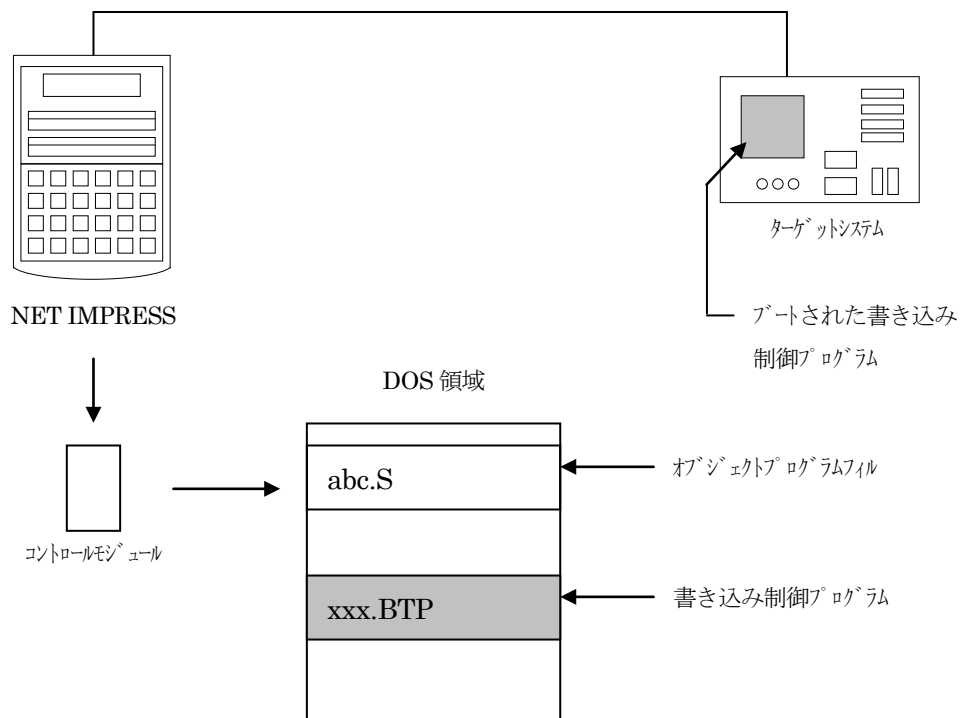 ターゲットシステム
NET IMPRESS
ブートされた書き込み
制御プログラム
DOS 領域
abc.S
オブジェクトプログラムフィル
コントロールモジュール
xxx.BTP
書き込み制御プログラム